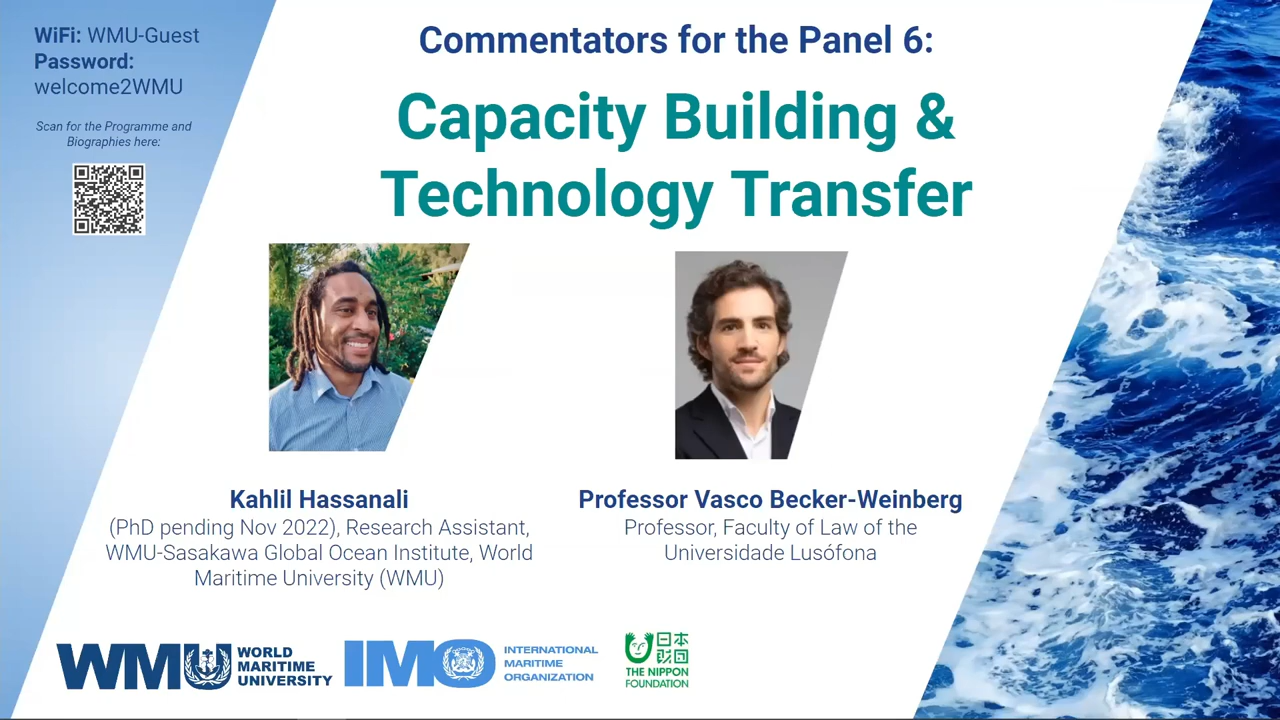 WiFi: WMU-Guest
Password:
welcome2WMU
Scan for the Programme and
Biographies here:
Commentators for the Panel 6:
Capacity Building &
Technology Transfer
Kahlil Hassanali
(PhD pending Nov 2022), Research Assistant,
WMU-Sasakawa Global Ocean Institute, World
Maritime University (WMU)
Professor Vasco Becker-Weinberg
Professor, Faculty of Law of the
Universidade Lusófona
WMU
WORLD
MARITIME
UNIVERSITY
IMO
INTERNATIONAL
MARITIME
ORGANIZATION
日本
財団
THE NIPPON
FOUNDATION